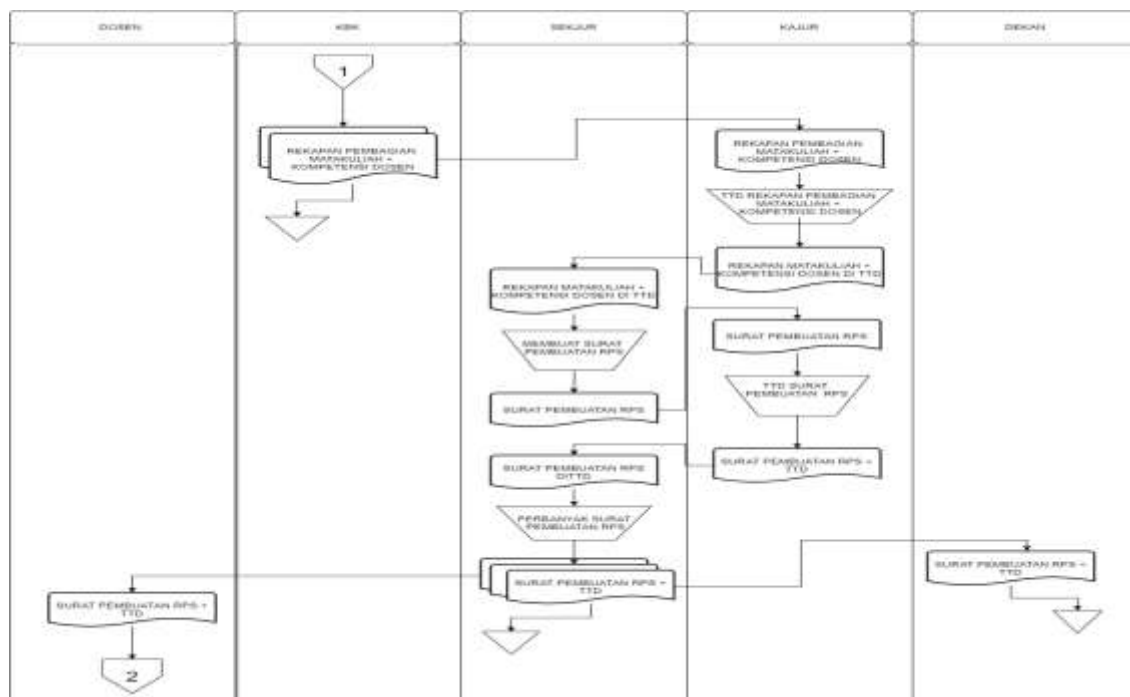 DOSEN
KBK
SEKJUR
KAJUR
DEKAN
1
REKAPAN PEMBAGIAN
MATAKULIAH +
KOMPETENSI DOSEN
REKAPAN PEMBAGIAN
MATAKULIAH +
KOMPETENSI DOSEN
TTD REKAPAN PEMBAGIAN
MATAKULIAH +
KOMPETENSI DOSEN
REKAPAN MATAKULIAH +
KOMPETENSI DOSEN DI TTD
REKAPAN MATAKULIAH +
KOMPETENSI DOSEN DI TTD
MEMBUAT SURAT
PEMBUATAN RPS
SURAT PEMBUATAN RPS
SURAT PEMBUATAN RPS
TTD SURAT
PEMBUATAN RPS
SURAT PEMBUATAN RPS +
TTD
SURAT PEMBUATAN RPS
DITTD
PERBANYAK SURAT
PEMBUATAN RPS
SURAT PEMBUATAN RPS +
TTD
SURAT PEMBUATAN RPS +
TTD
SURAT PEMBUATAN RPS +
TTD
2